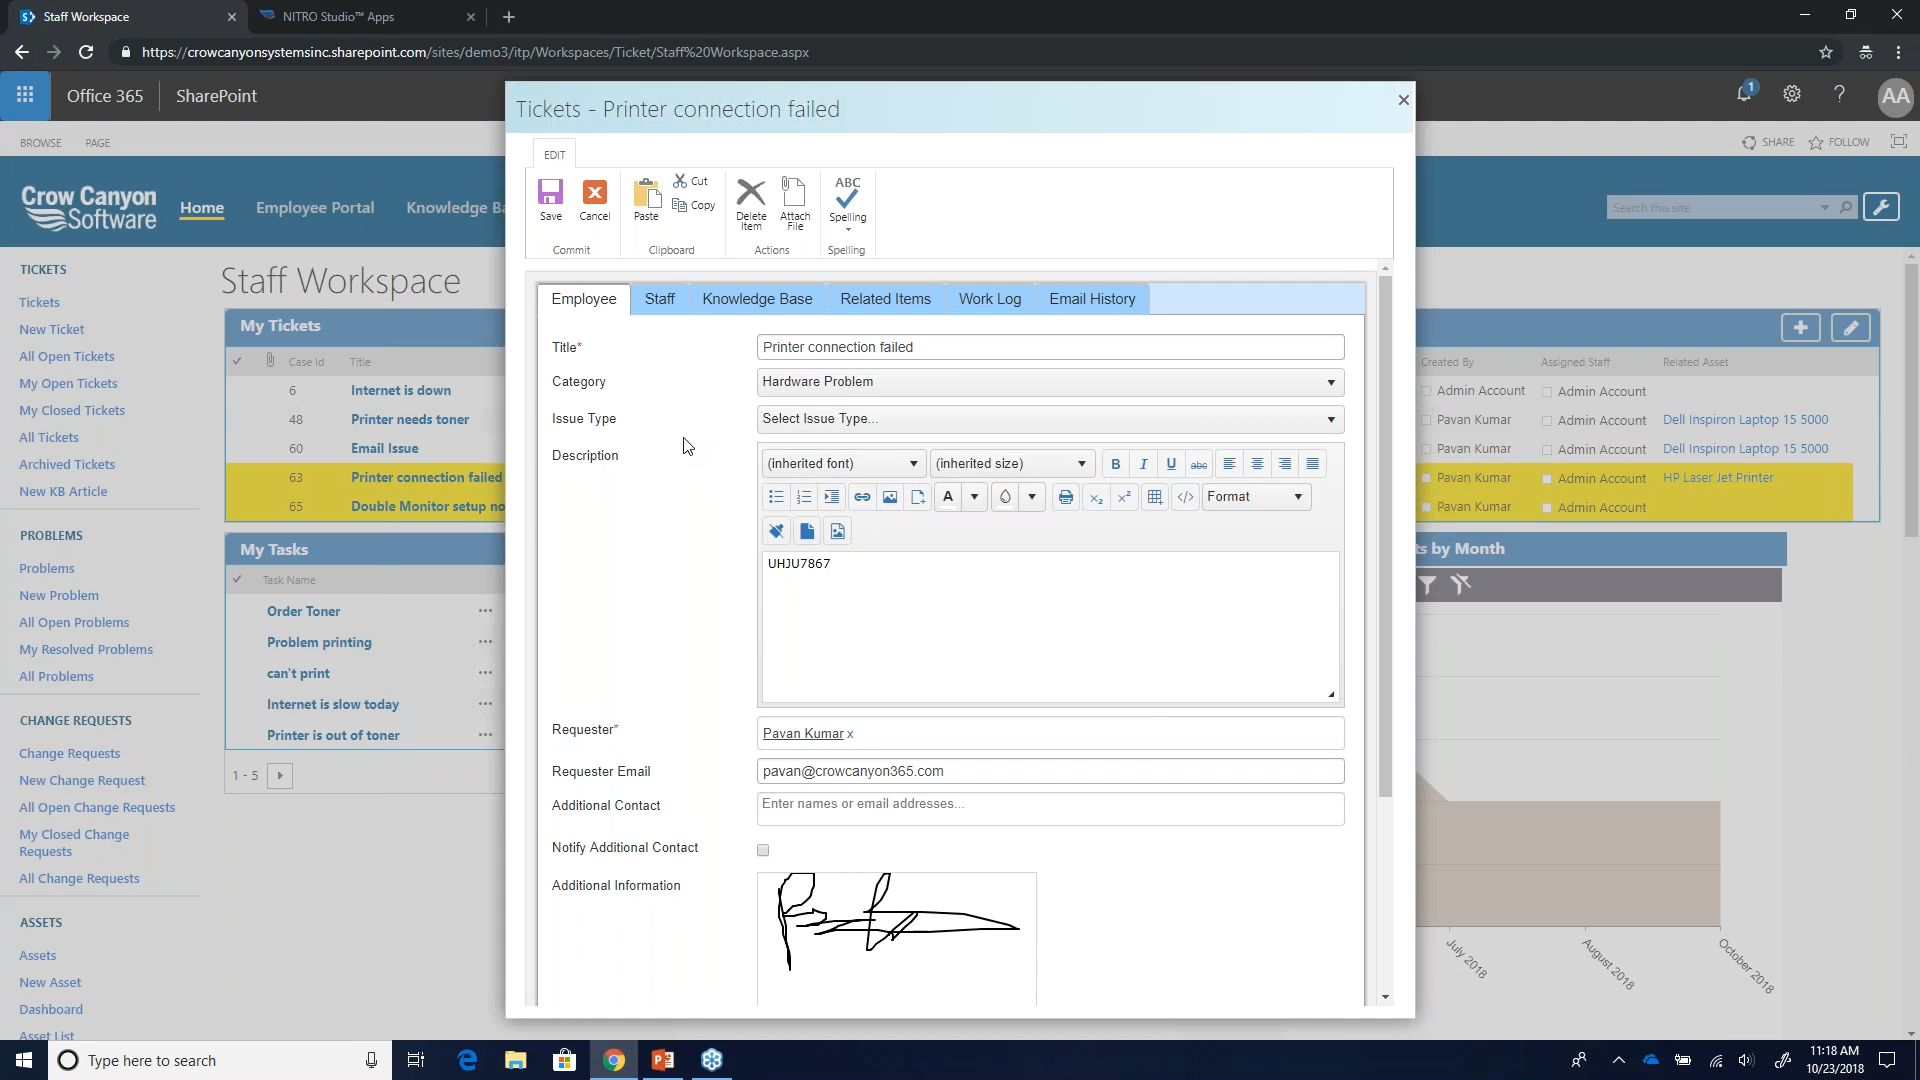 Staff Workspace
NITRO Studio™ Apps
https://crowcanyonsystemsinc.sharepoint.com/sites/demo3/itp/Workspaces/Ticket/Staff%20Workspace.aspx
Office 365
SharePoint
1
?
AA
BROWSE
PAGE
SHARE
FOLLOW
Crow Canyon
Software
Home
Employee Portal
Knowledge Ba
Search this site
TICKETS
Tickets
New Ticket
All Open Tickets
My Open Tickets
My Closed Tickets
All Tickets
Archived Tickets
New KB Article
PROBLEMS
Problems
New Problem
All Open Problems
My Resolved Problems
All Problems
CHANGE REQUESTS
Change Requests
New Change Request
All Open Change Requests
My Closed Change
Requests
All Change Requests
ASSETS
Assets
New Asset
Dashboard
Asset List
Staff Workspace
My Tickets
Case Id Title
6 Internet is down
48 Printer needs toner
60 Email Issue
63 Printer connection failed
65 Double Monitor setup no
My Tasks
Task Name
Order Toner
Problem printing
can't print
Internet is slow today
Printer is out of toner
1 - 5
Tickets - Printer connection failed
EDIT
Save
Cancel
Commit
Paste
Cut
Copy
Clipboard
Delete
Item
Attach
File
Actions
ABC
Spelling
Spelling
Employee
Staff
Knowledge Base
Related Items
Work Log
Email History
Title*
Printer connection failed
Category
Hardware Problem
Issue Type
Select Issue Type...
Description
(inherited font)
(inherited size)
B I U abc
A
Format
UHJU7867
Requester*
Pavan Kumar x
Requester Email
pavan@crowcanyon365.com
Additional Contact
Enter names or email addresses...
Notify Additional Contact
Additional Information
Created By Assigned Staff Related Asset
Admin Account Admin Account
Pavan Kumar Admin Account Dell Inspiron Laptop 15 5000
Pavan Kumar Admin Account Dell Inspiron Laptop 15 5000
Pavan Kumar Admin Account HP Laser Jet Printer
Pavan Kumar Admin Account
ts by Month
July 2018
August 2018
October 2018
Type here to search
11:18 AM
10/23/2018